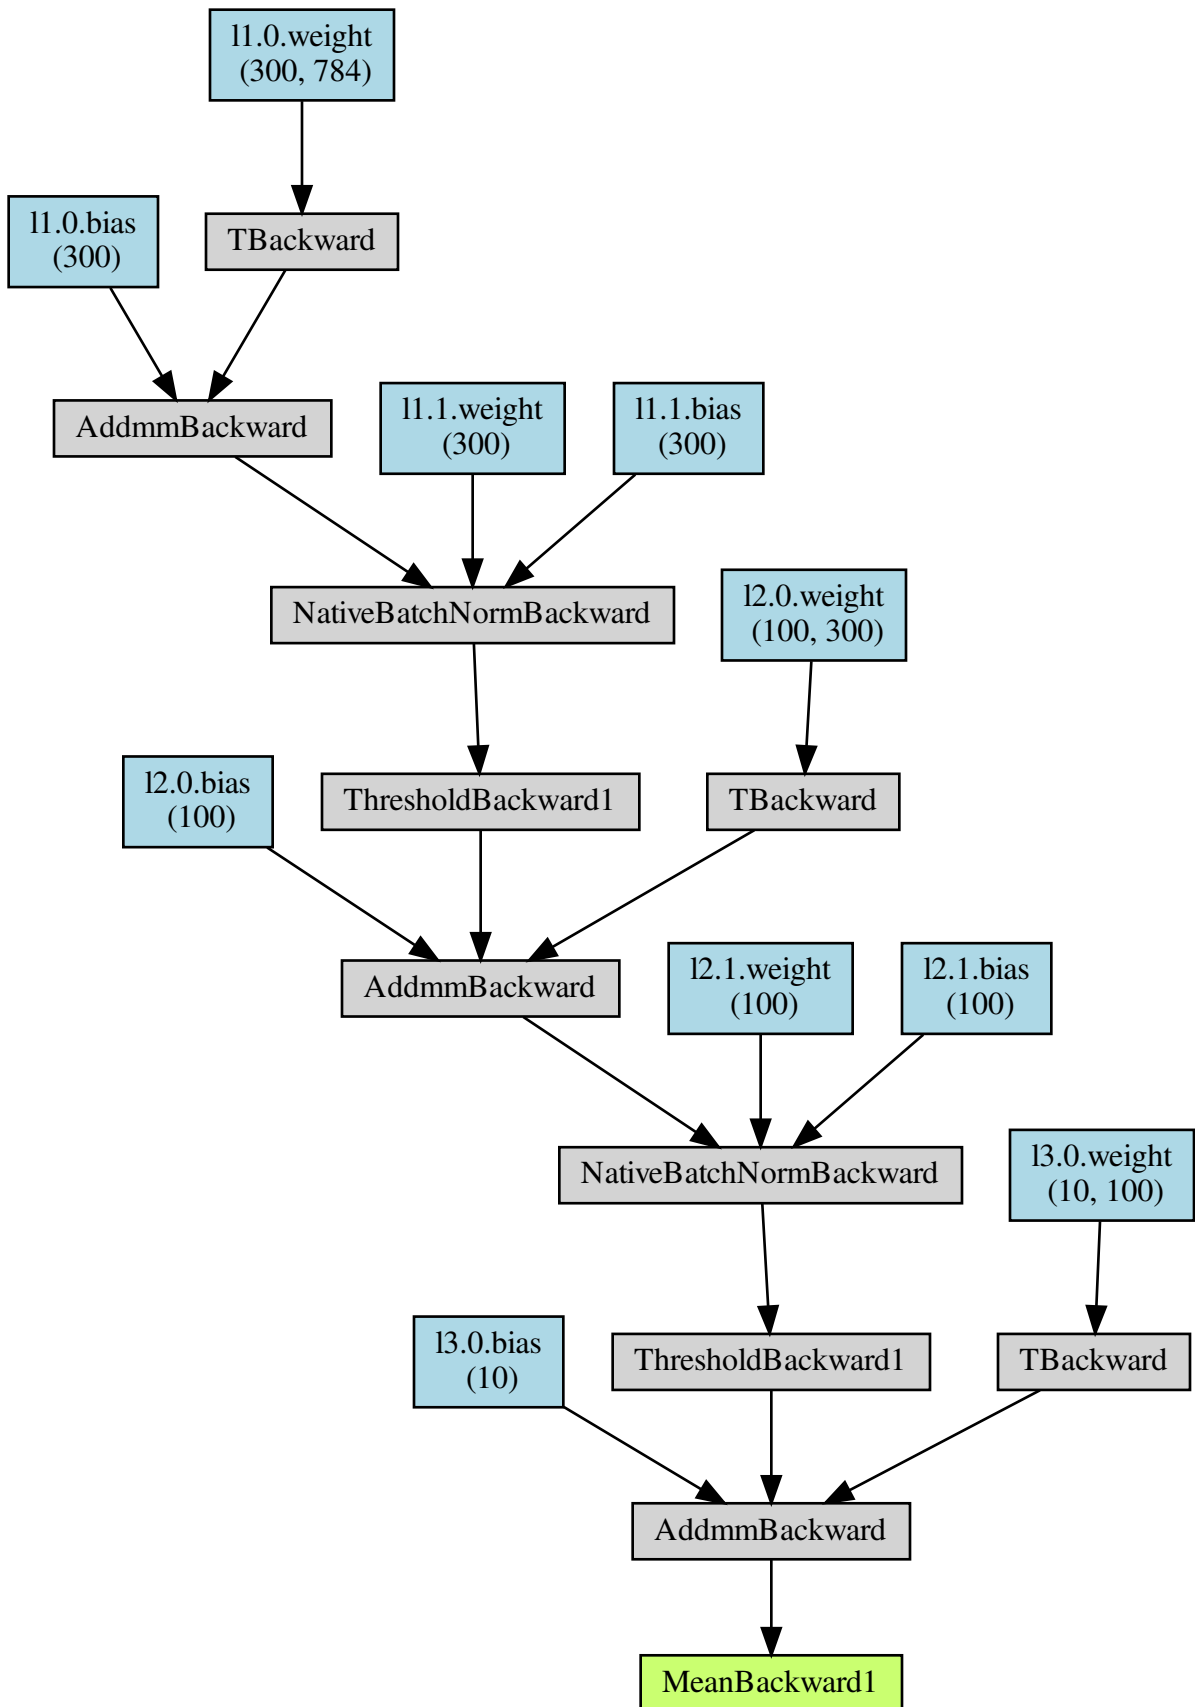 l1.0.weight
(300, 784)
l1.0.bias
(300)
TBackward
AddmmBackward
l1.1.weight
(300)
l1.1.bias
(300)
NativeBatchNormBackward
l2.0.weight
(100, 300)
l2.0.bias
(100)
ThresholdBackward1
TBackward
AddmmBackward
l2.1.weight
(100)
l2.1.bias
(100)
NativeBatchNormBackward
l3.0.weight
(10, 100)
l3.0.bias
(10)
ThresholdBackward1
TBackward
AddmmBackward
MeanBackward1